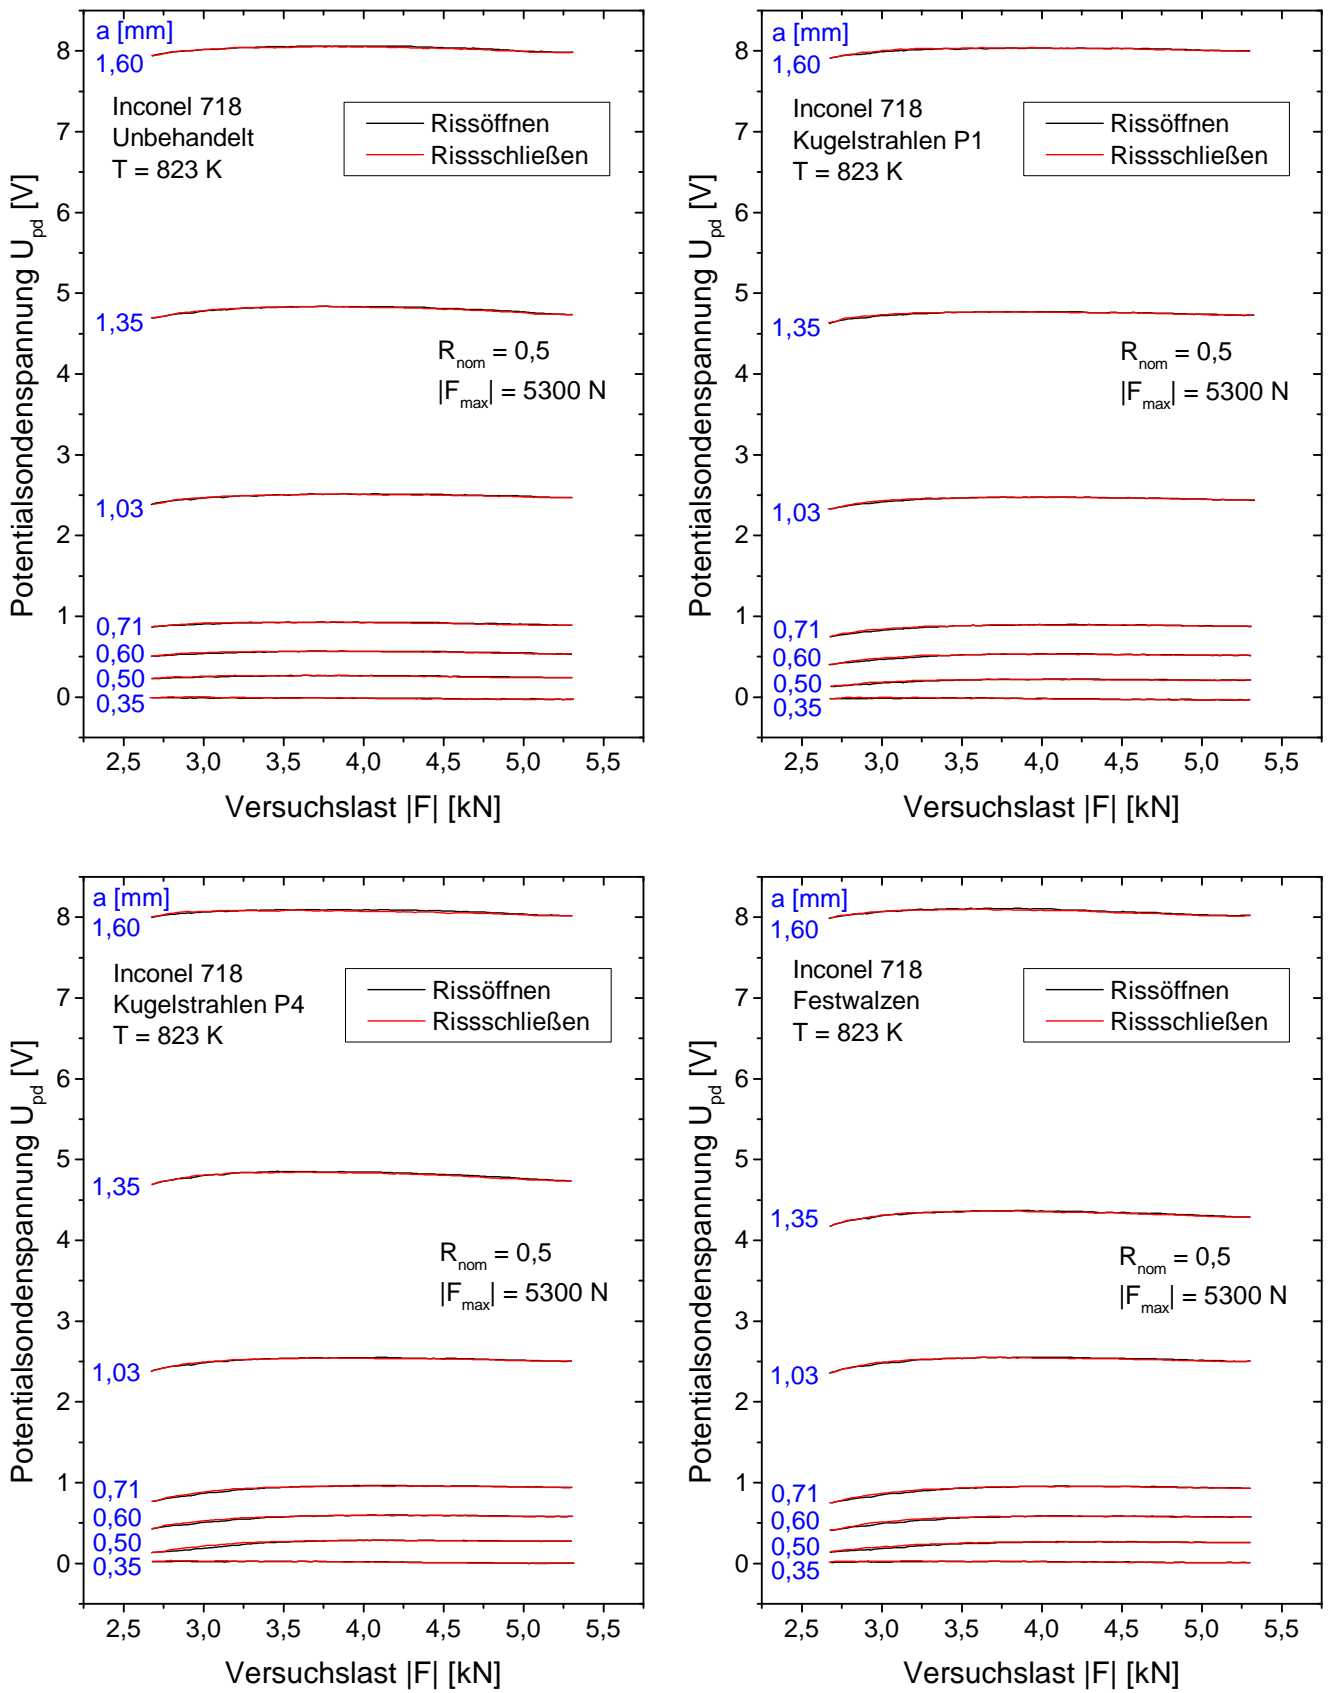 a [mm]
1,60
1,35
1,03
0,71
0,60
0,50
0,35
Inconel 718
Unbehandelt
T = 823 K
Rissöffnen
Rissschließen
R_nom = 0,5
|F_max| = 5300 N
8
7
6
5
4
3
2
1
0
Potentialsondenspannung U_pd [V]
2,5 3,0 3,5 4,0 4,5 5,0 5,5
Versuchslast |F| [kN]
a [mm]
1,60
1,35
1,03
0,71
0,60
0,50
0,35
Inconel 718
Kugelstrahlen P1
T = 823 K
Rissöffnen
Rissschließen
R_nom = 0,5
|F_max| = 5300 N
8
7
6
5
4
3
2
1
0
Potentialsondenspannung U_pd [V]
2,5 3,0 3,5 4,0 4,5 5,0 5,5
Versuchslast |F| [kN]
a [mm]
1,60
1,35
1,03
0,71
0,60
0,50
0,35
Inconel 718
Kugelstrahlen P4
T = 823 K
Rissöffnen
Rissschließen
R_nom = 0,5
|F_max| = 5300 N
8
7
6
5
4
3
2
1
0
Potentialsondenspannung U_pd [V]
2,5 3,0 3,5 4,0 4,5 5,0 5,5
Versuchslast |F| [kN]
a [mm]
1,60
1,35
1,03
0,71
0,60
0,50
0,35
Inconel 718
Festwalzen
T = 823 K
Rissöffnen
Rissschließen
R_nom = 0,5
|F_max| = 5300 N
8
7
6
5
4
3
2
1
0
Potentialsondenspannung U_pd [V]
2,5 3,0 3,5 4,0 4,5 5,0 5,5
Versuchslast |F| [kN]